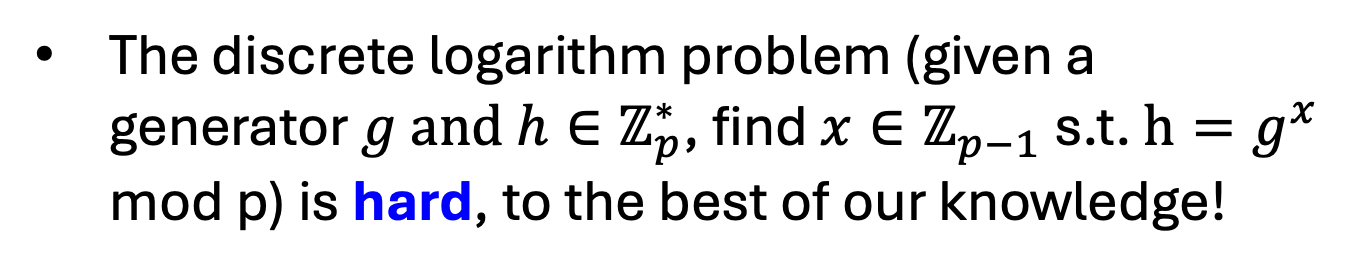 • The discrete logarithm problem (given a
generator 𝑔 and ℎ ∈ ℤ*ₚ, find 𝑥 ∈ ℤₚ₋₁ s.t. h = 𝑔ˣ
mod p) is hard, to the best of our knowledge!